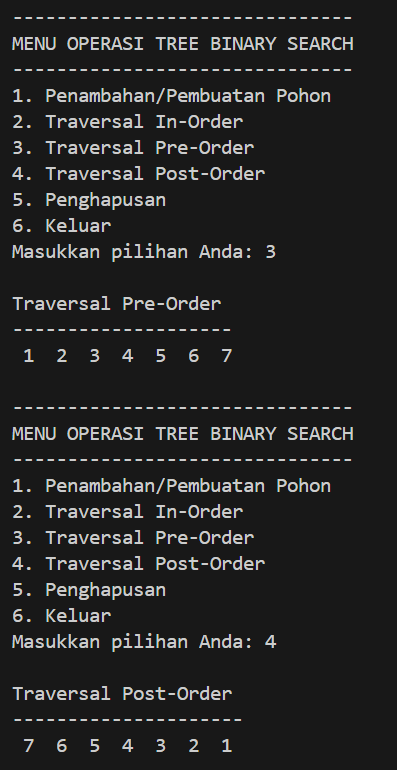 -------------------------------
MENU OPERASI TREE BINARY SEARCH
-------------------------------
1. Penambahan/Pembuatan Pohon
2. Traversal In-Order
3. Traversal Pre-Order
4. Traversal Post-Order
5. Penghapusan
6. Keluar
Masukkan pilihan Anda: 3

Traversal Pre-Order
--------------------
 1  2  3  4  5  6  7

-------------------------------
MENU OPERASI TREE BINARY SEARCH
-------------------------------
1. Penambahan/Pembuatan Pohon
2. Traversal In-Order
3. Traversal Pre-Order
4. Traversal Post-Order
5. Penghapusan
6. Keluar
Masukkan pilihan Anda: 4

Traversal Post-Order
---------------------
 7  6  5  4  3  2  1